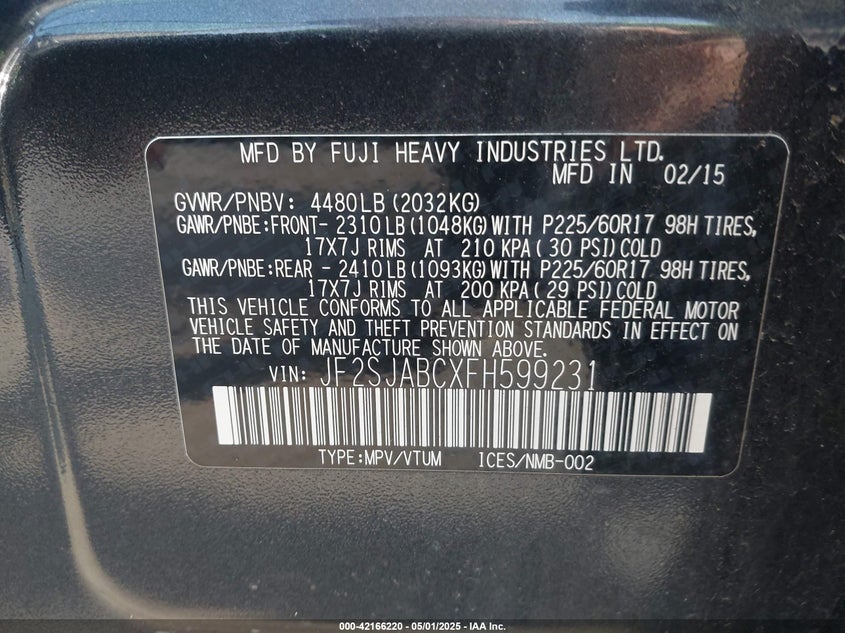 MFD BY FUJI HEAVY INDUSTRIES LTD.
MFD IN 02/15
GVWR/PNBV: 4480LB(2032KG)
GAWR/PNBE:FRONT- 2310LB(1048KG)WITH P225/60R17 98H TIRES,
17X7J RIMS AT 210 KPA( 30 PSI)COLD
GAWR/PNBE:REAR - 2410LB(1093KG)WITH P225/60R17 98H TIRES,
17X7J RIMS AT 200 KPA( 29 PSI)COLD
THIS VEHICLE CONFORMS TO ALL APPLICABLE FEDERAL MOTOR
VEHICLE SAFETY AND THEFT PREVENTION STANDARDS IN EFFECT ON
THE DATE OF MANUFACTURE SHOWN ABOVE.
VIN: JF2SJABCXFH599231
TYPE:MPV/VTUM ICES/NMB-002
000-42166220 - 05/01/2025 - IAA Inc.